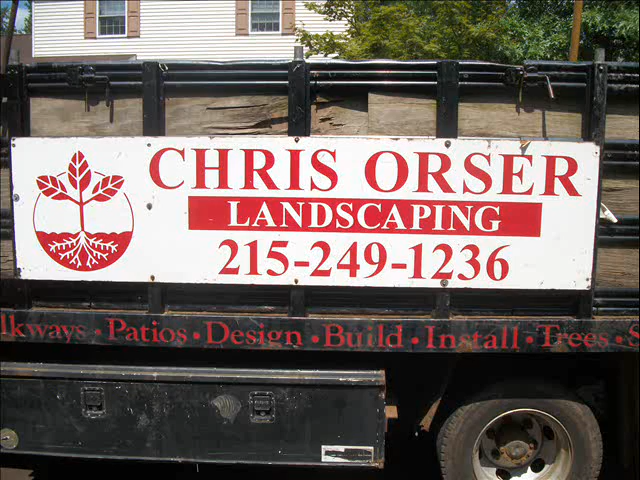 CHRIS ORSER
LANDSCAPING
215-249-1236
lkways • Patios • Design • Build • Install • Trees • S